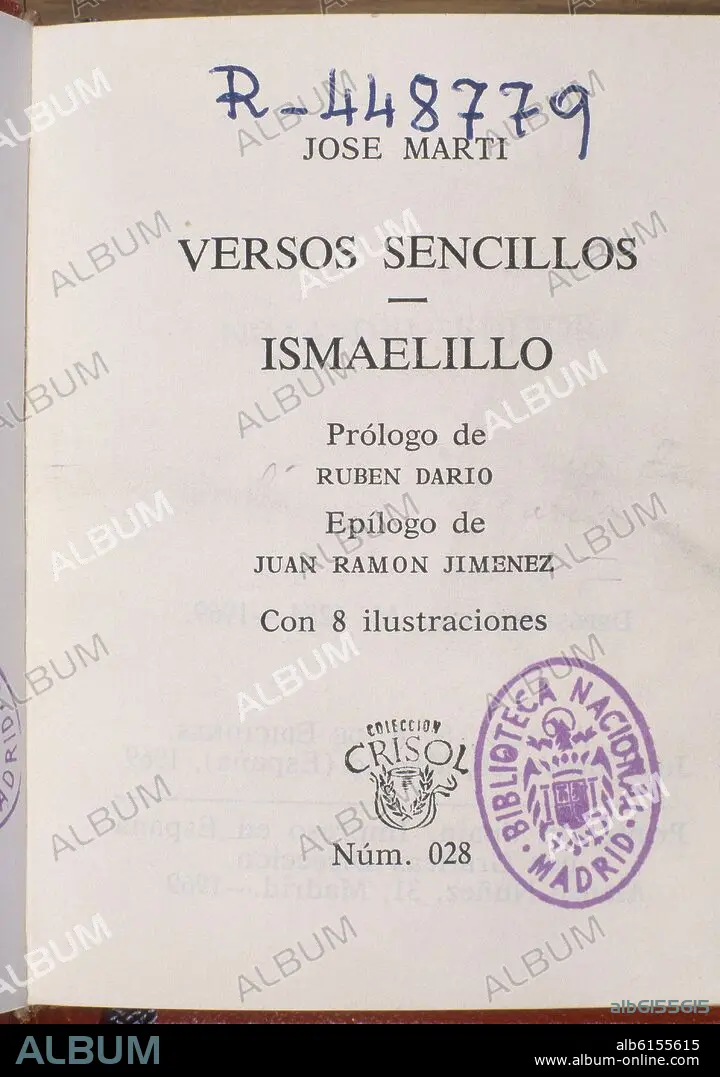 R-448779
JOSE MARTI
VERSOS SENCILLOS
—
ISMAELILLO
Prólogo de
RUBEN DARIO
Epílogo de
JUAN RAMON JIMENEZ
Con 8 ilustraciones
COLECCION
CRISOL
Núm. 028
BIBLIOTECA NACIONAL
MADRID
ALBUM
alb6155615
alb6155615
www.album-online.com